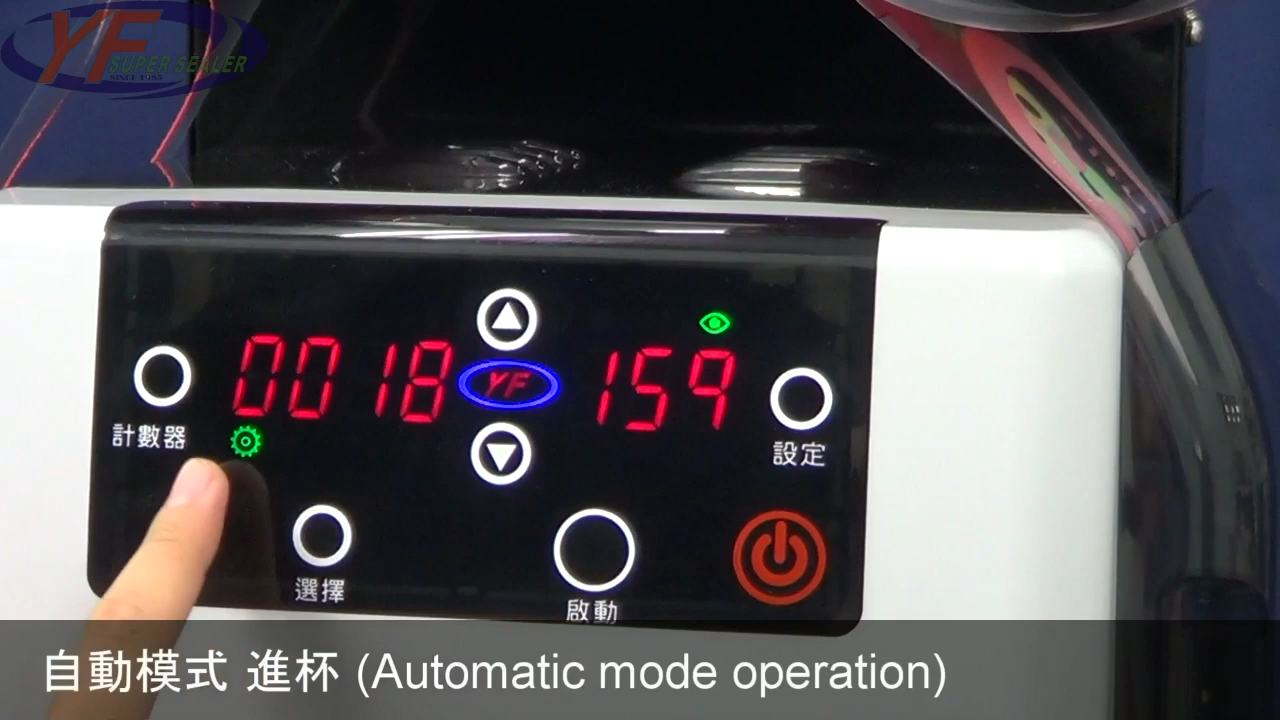 YF
SUPER SEALER
SINCE 1985
0018
YF
159
計數器
設定
選擇
啟動
自動模式 進杯 (Automatic mode operation)